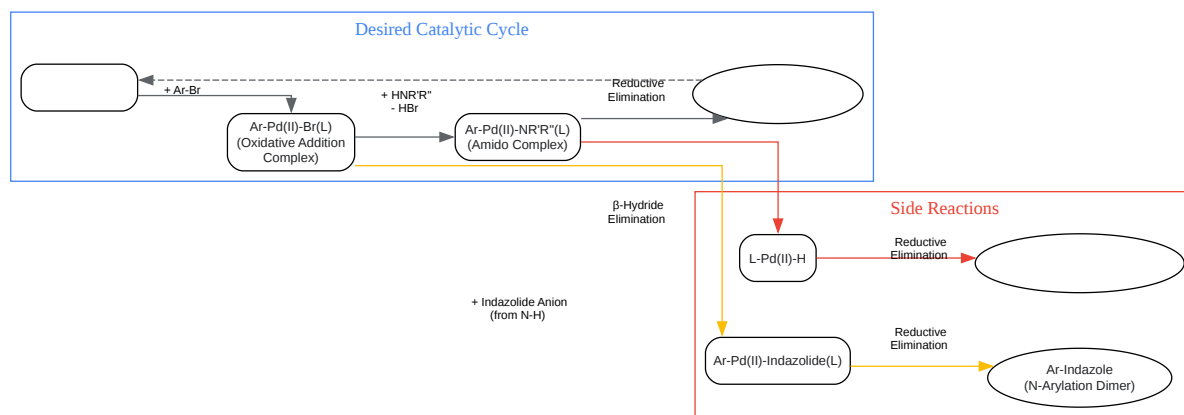 Desired Catalytic Cycle
+ Ar-Br
+ HNR'R"
- HBr
Reductive
Elimination
Ar-Pd(II)-Br(L)
(Oxidative Addition
Complex)
Ar-Pd(II)-NR'R"(L)
(Amido Complex)
β-Hydride
Elimination
Side Reactions
L-Pd(II)-H
Reductive
Elimination
+ Indazolide Anion
(from N-H)
Ar-Pd(II)-Indazolide(L)
Reductive
Elimination
Ar-Indazole
(N-Arylation Dimer)